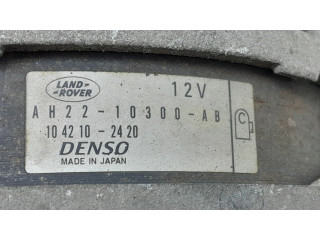 LAND-
ROVER
12V
AH22-10300-AB
C
104210-2420
DENSO
MADE IN JAPAN